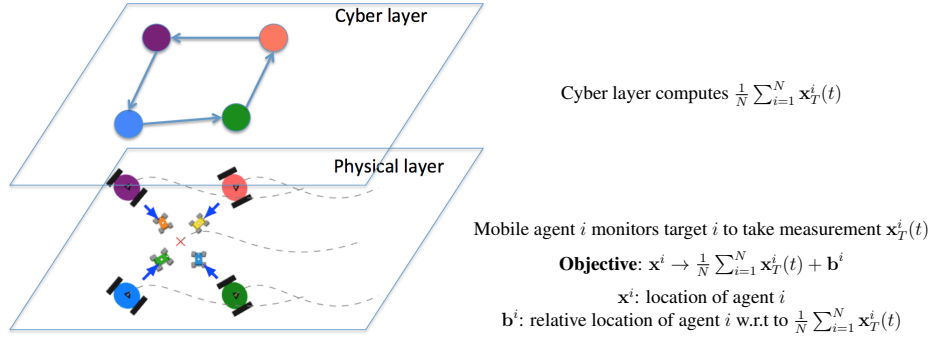 Cyber layer
Cyber layer computes $\frac{1}{N} \sum_{i=1}^{N} \mathbf{x}_T^i(t)$
Physical layer
Mobile agent $i$ monitors target $i$ to take measurement $\mathbf{x}_T^i(t)$
Objective: $\mathbf{x}^i \to \frac{1}{N} \sum_{i=1}^{N} \mathbf{x}_T^i(t) + \mathbf{b}^i$
$\mathbf{x}^i$: location of agent $i$
$\mathbf{b}^i$: relative location of agent $i$ w.r.t to $\frac{1}{N} \sum_{i=1}^{N} \mathbf{x}_T^i(t)$